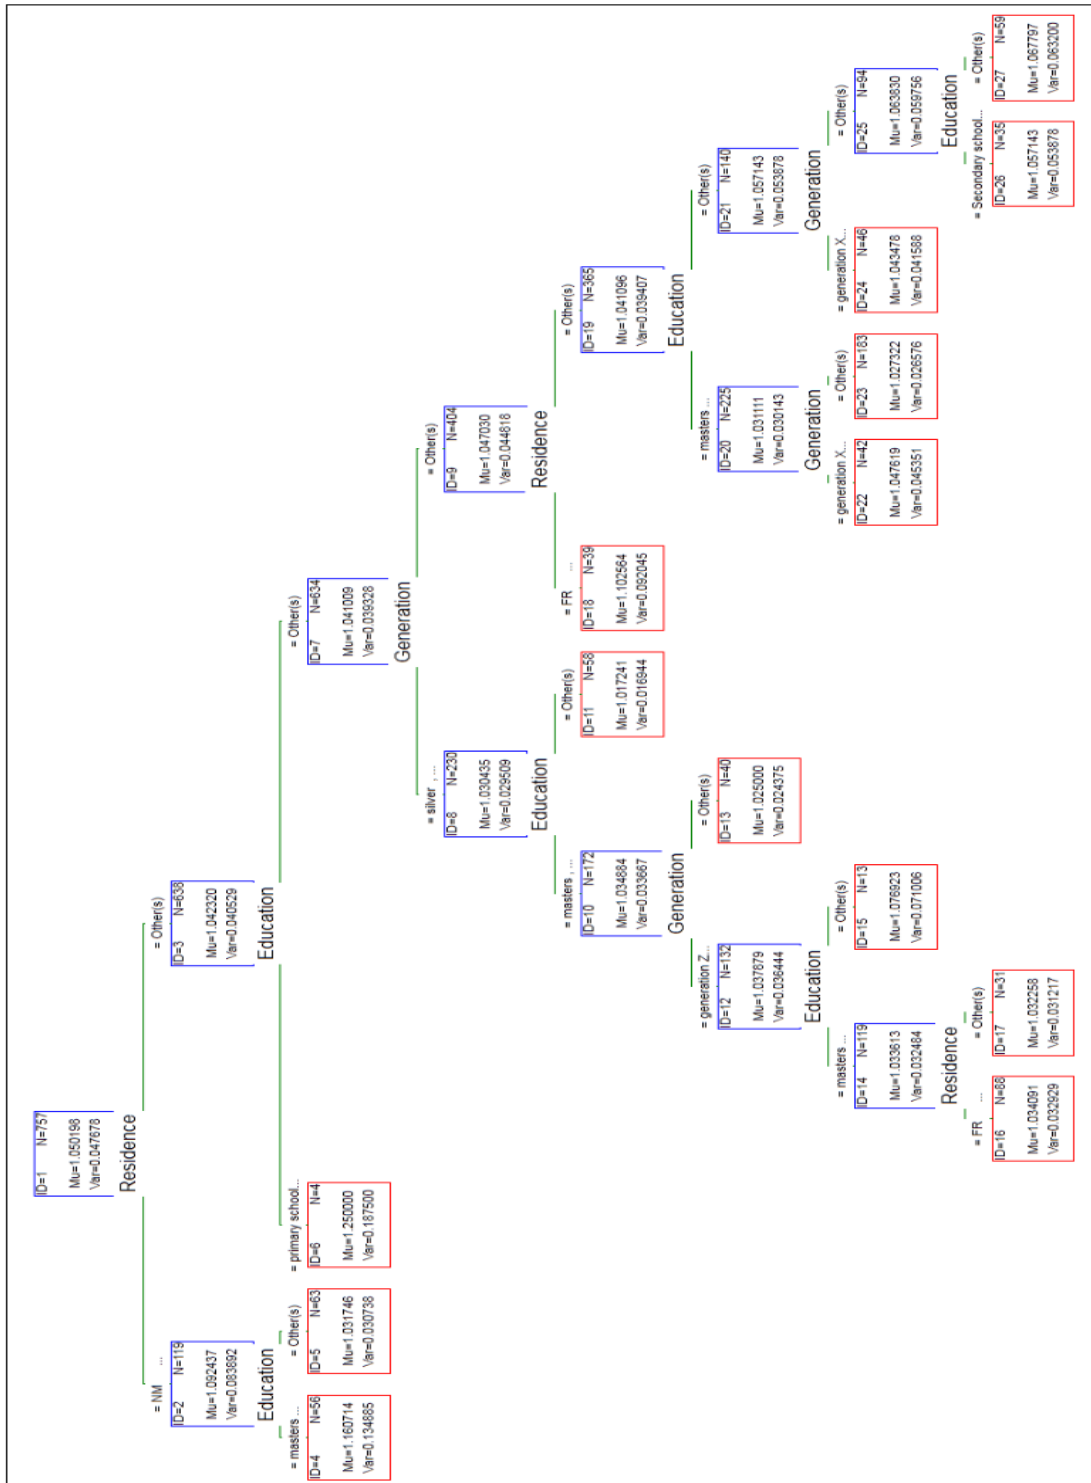 ID=1 N=757
Mu=1.050198
Var=0.047678
Residence
= NM ...
= Other(s)
ID=2 N=119
Mu=1.092437
Var=0.083892
Education
ID=3 N=638
Mu=1.042320
Var=0.040529
Education
= masters ...
= Other(s)
= primary school...
= Other(s)
ID=4 N=56
Mu=1.160714
Var=0.134885
ID=5 N=63
Mu=1.031746
Var=0.030738
ID=6 N=4
Mu=1.250000
Var=0.187500
ID=7 N=634
Mu=1.041009
Var=0.039328
Generation
= silver , ...
= Other(s)
ID=8 N=230
Mu=1.030435
Var=0.029509
Education
ID=9 N=404
Mu=1.047030
Var=0.044818
Residence
= masters , ...
= Other(s)
= FR ...
= Other(s)
ID=10 N=172
Mu=1.034884
Var=0.033667
Generation
ID=11 N=58
Mu=1.017241
Var=0.016944
ID=18 N=39
Mu=1.102564
Var=0.092045
ID=19 N=365
Mu=1.041096
Var=0.039407
Education
= generation Z...
= Other(s)
= masters ...
= Other(s)
ID=12 N=132
Mu=1.037879
Var=0.036444
Education
ID=13 N=40
Mu=1.025000
Var=0.024375
ID=20 N=225
Mu=1.031111
Var=0.030143
Generation
ID=21 N=140
Mu=1.057143
Var=0.053878
Generation
= masters ...
= Other(s)
= generation X...
= Other(s)
= generation X...
= Other(s)
ID=14 N=119
Mu=1.033613
Var=0.032484
Residence
ID=15 N=13
Mu=1.076923
Var=0.071006
ID=22 N=42
Mu=1.047619
Var=0.045351
ID=23 N=183
Mu=1.027322
Var=0.026576
ID=24 N=46
Mu=1.043478
Var=0.041588
ID=25 N=94
Mu=1.063830
Var=0.059756
Education
= FR ...
= Other(s)
= Secondary school...
= Other(s)
ID=16 N=88
Mu=1.034091
Var=0.032929
ID=17 N=31
Mu=1.032258
Var=0.031217
ID=26 N=35
Mu=1.057143
Var=0.053878
ID=27 N=59
Mu=1.067797
Var=0.063200